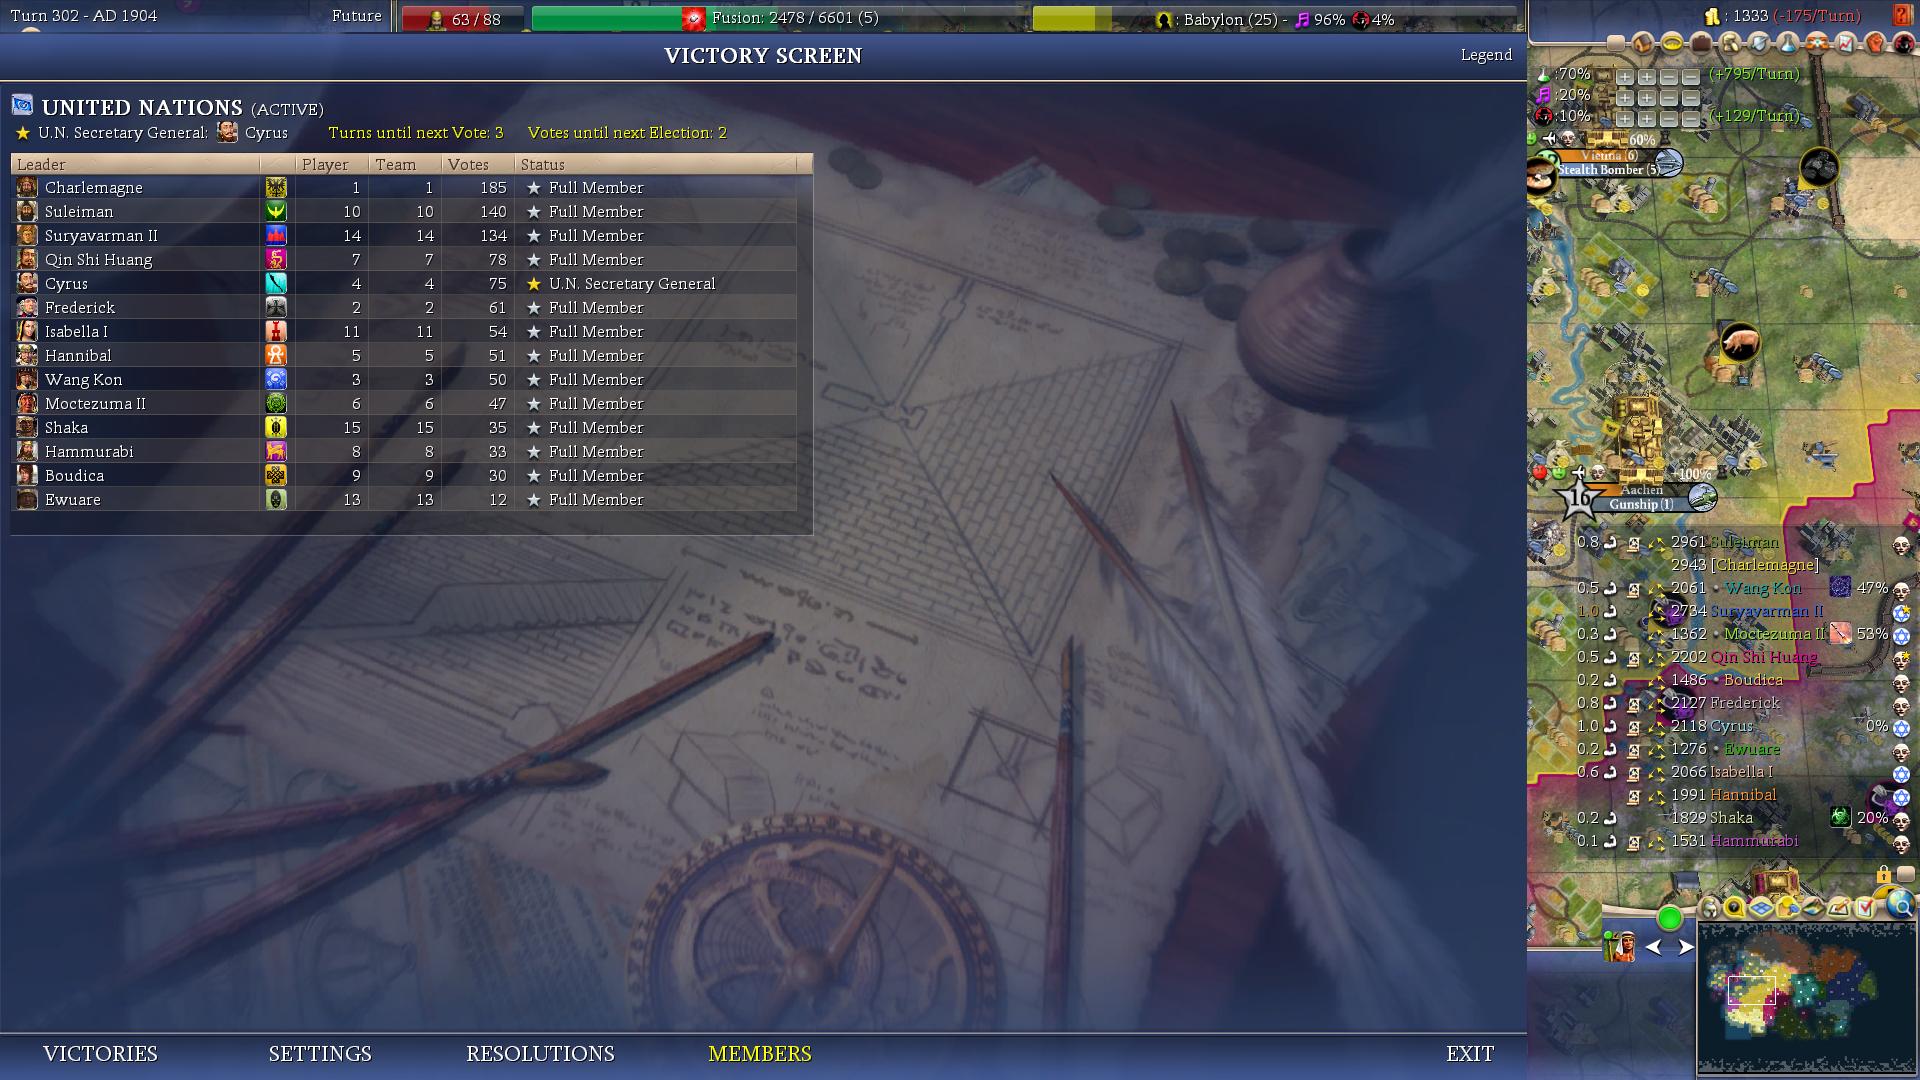 Turn 302 - AD 1904
Future
63 / 88
Fusion: 2478 / 6601 (5)
: Babylon (25) - 96% 4%
: 1333 (-175/Turn)
VICTORY SCREEN
Legend
UNITED NATIONS (ACTIVE)
U.N. Secretary General: Cyrus
Turns until next Vote: 3
Votes until next Election: 2
Leader Player Team Votes Status
Charlemagne 1 1 185 Full Member
Suleiman 10 10 140 Full Member
Suryavarman II 14 14 134 Full Member
Qin Shi Huang 7 7 78 Full Member
Cyrus 4 4 75 U.N. Secretary General
Frederick 2 2 61 Full Member
Isabella I 11 11 54 Full Member
Hannibal 5 5 51 Full Member
Wang Kon 3 3 50 Full Member
Moctezuma II 6 6 47 Full Member
Shaka 15 15 35 Full Member
Hammurabi 8 8 33 Full Member
Boudica 9 9 30 Full Member
Ewuare 13 13 12 Full Member
:70% (+795/Turn)
:20%
:10% (+129/Turn)
60%
Vienna (6)
Stealth Bomber (5)
+100%
16
Aachen
Gunship (1)
0.8 2961 Suleiman
2943 [Charlemagne]
0.5 2061 • Wang Kon 47%
1.0 2734 Suryavarman II
0.3 1362 • Moctezuma II 53%
0.5 2202 Qin Shi Huang
0.2 1486 • Boudica
0.8 2127 Frederick
1.0 2118 Cyrus 0%
0.2 1276 • Ewuare
0.6 2066 Isabella I
1991 Hannibal
0.2 1829 Shaka 20%
0.1 1531 Hammurabi
VICTORIES
SETTINGS
RESOLUTIONS
MEMBERS
EXIT